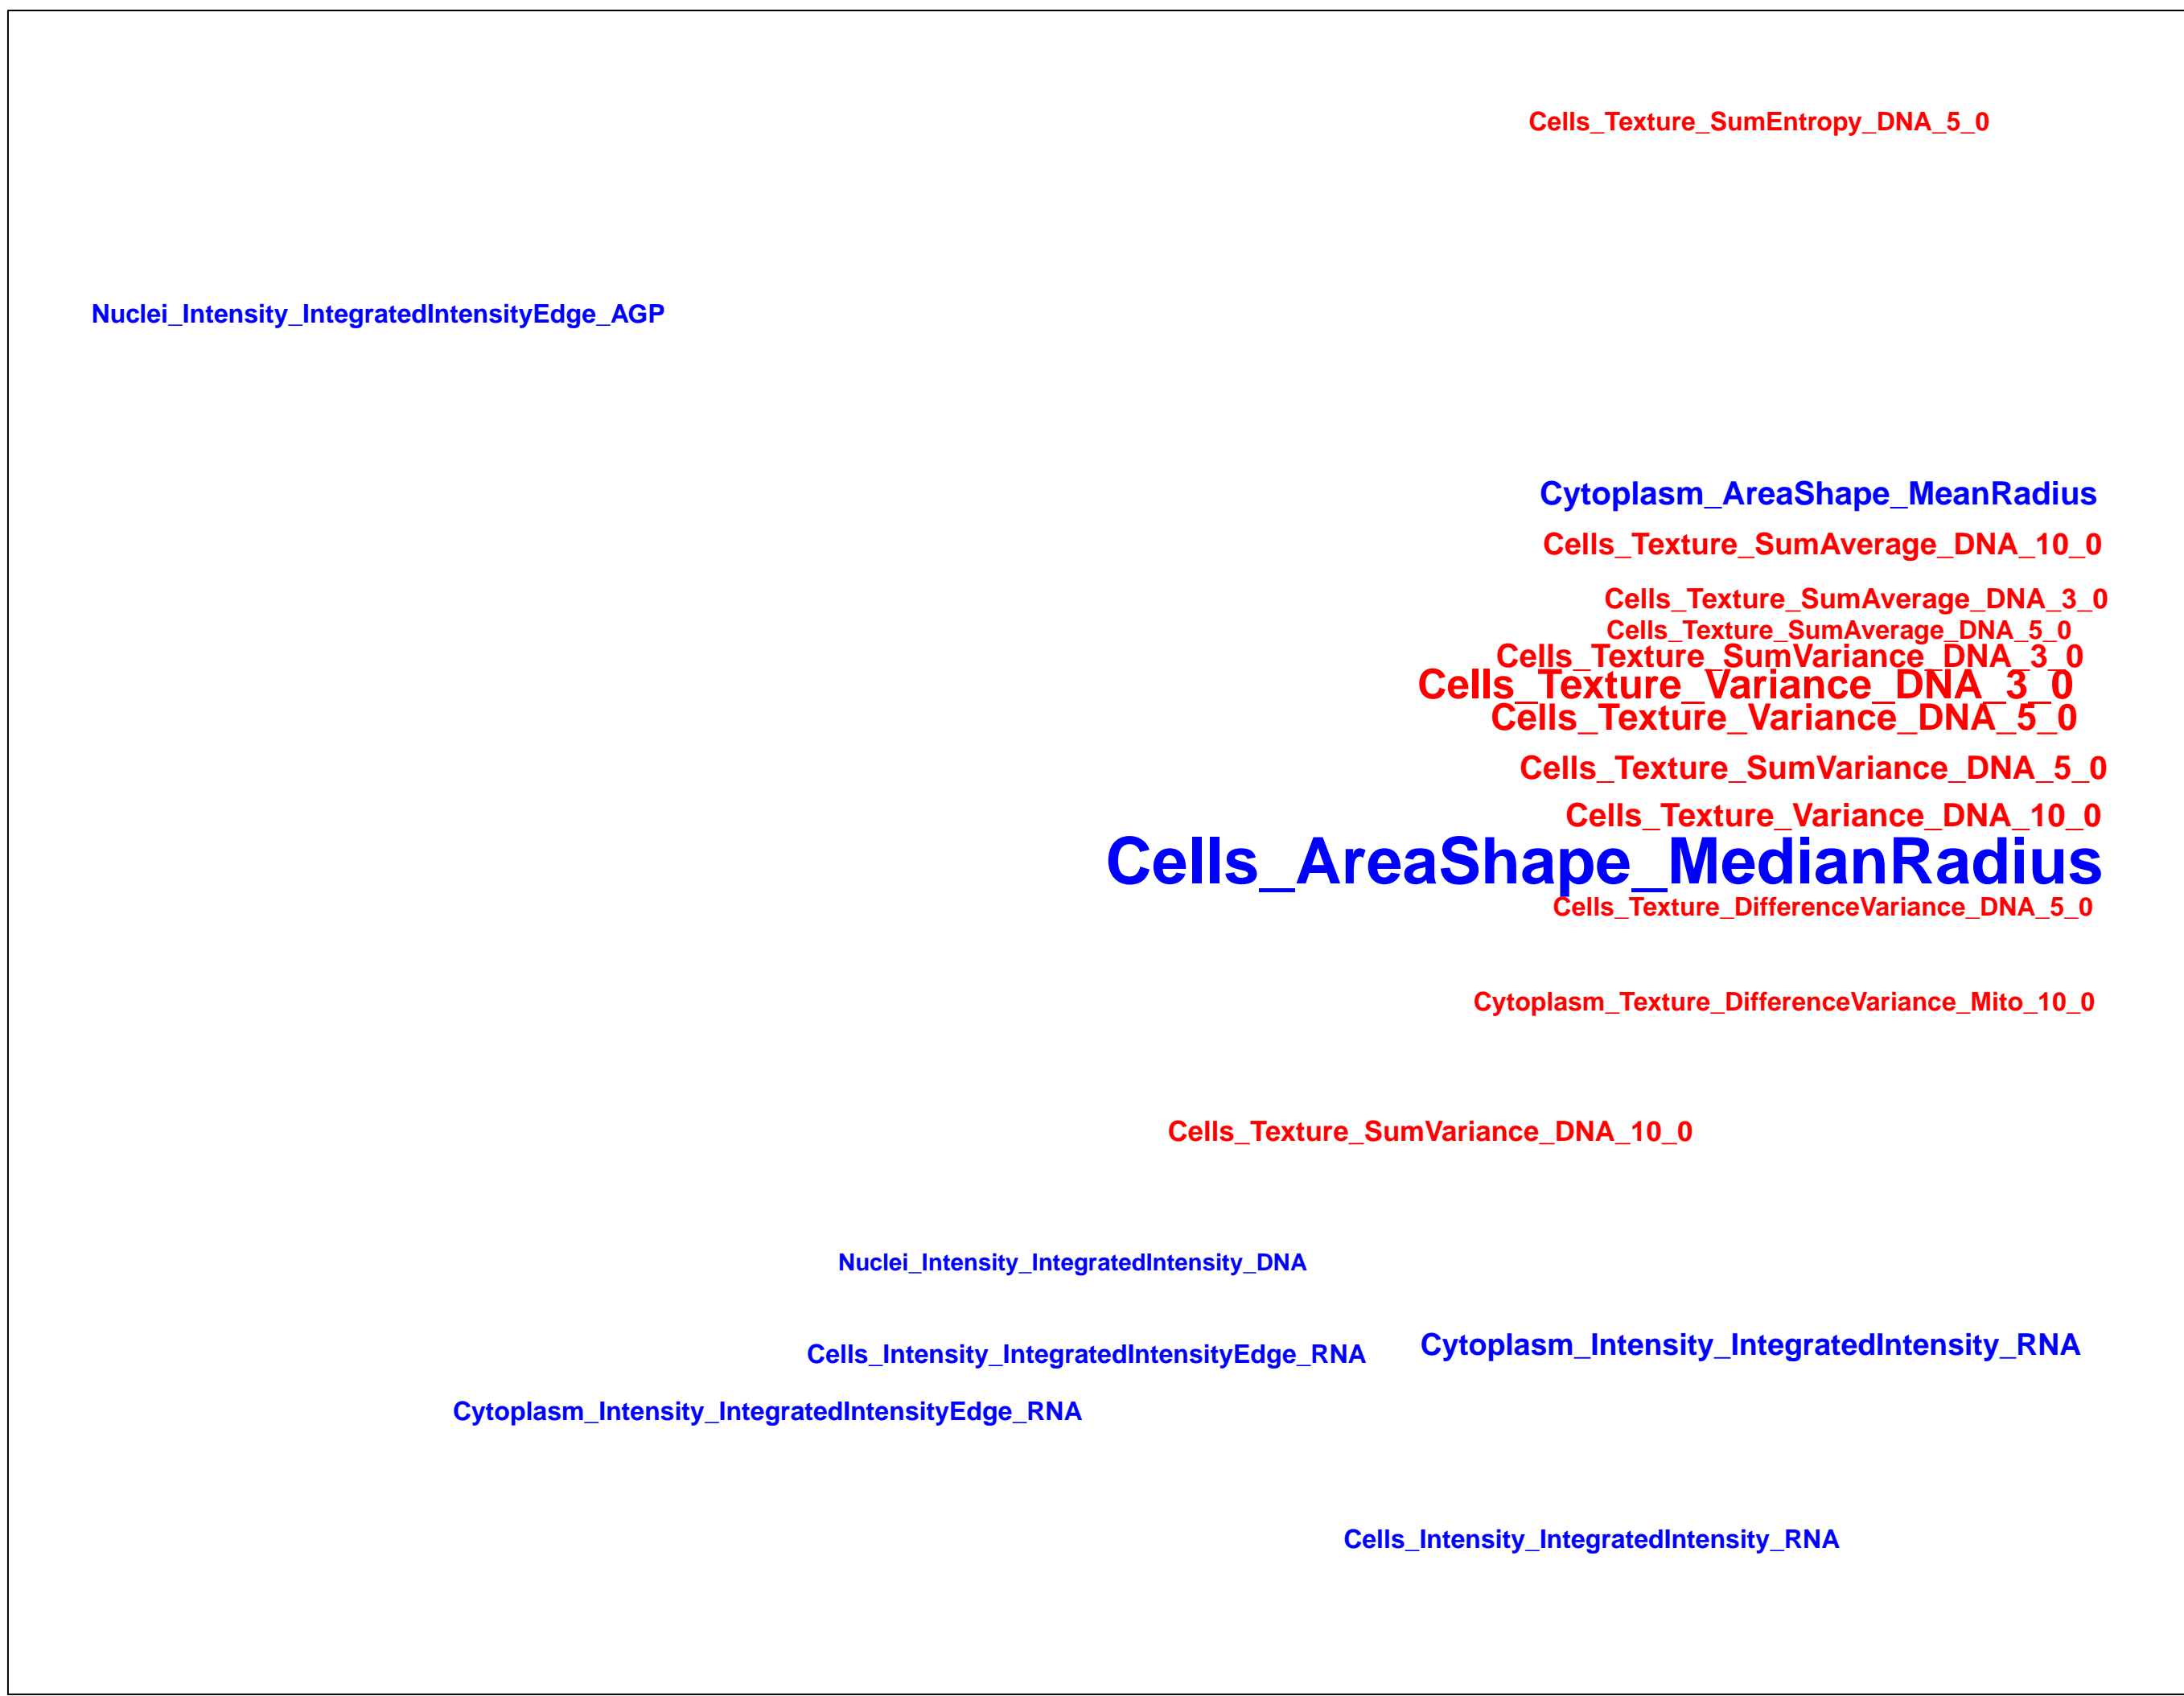 Cells_Texture_SumEntropy_DNA_5_0
Nuclei_Intensity_IntegratedIntensityEdge_AGP
Cytoplasm_AreaShape_MeanRadius
Cells_Texture_SumAverage_DNA_10_0
Cells_Texture_SumAverage_DNA_3_0
Cells_Texture_SumAverage_DNA_5_0
Cells_Texture_SumVariance_DNA_3_0
Cells_Texture_Variance_DNA_3_0
Cells_Texture_Variance_DNA_5_0
Cells_Texture_SumVariance_DNA_5_0
Cells_Texture_Variance_DNA_10_0
Cells_AreaShape_MedianRadius
Cells_Texture_DifferenceVariance_DNA_5_0
Cytoplasm_Texture_DifferenceVariance_Mito_10_0
Cells_Texture_SumVariance_DNA_10_0
Nuclei_Intensity_IntegratedIntensity_DNA
Cytoplasm_Intensity_IntegratedIntensity_RNA
Cells_Intensity_IntegratedIntensityEdge_RNA
Cytoplasm_Intensity_IntegratedIntensityEdge_RNA
Cells_Intensity_IntegratedIntensity_RNA